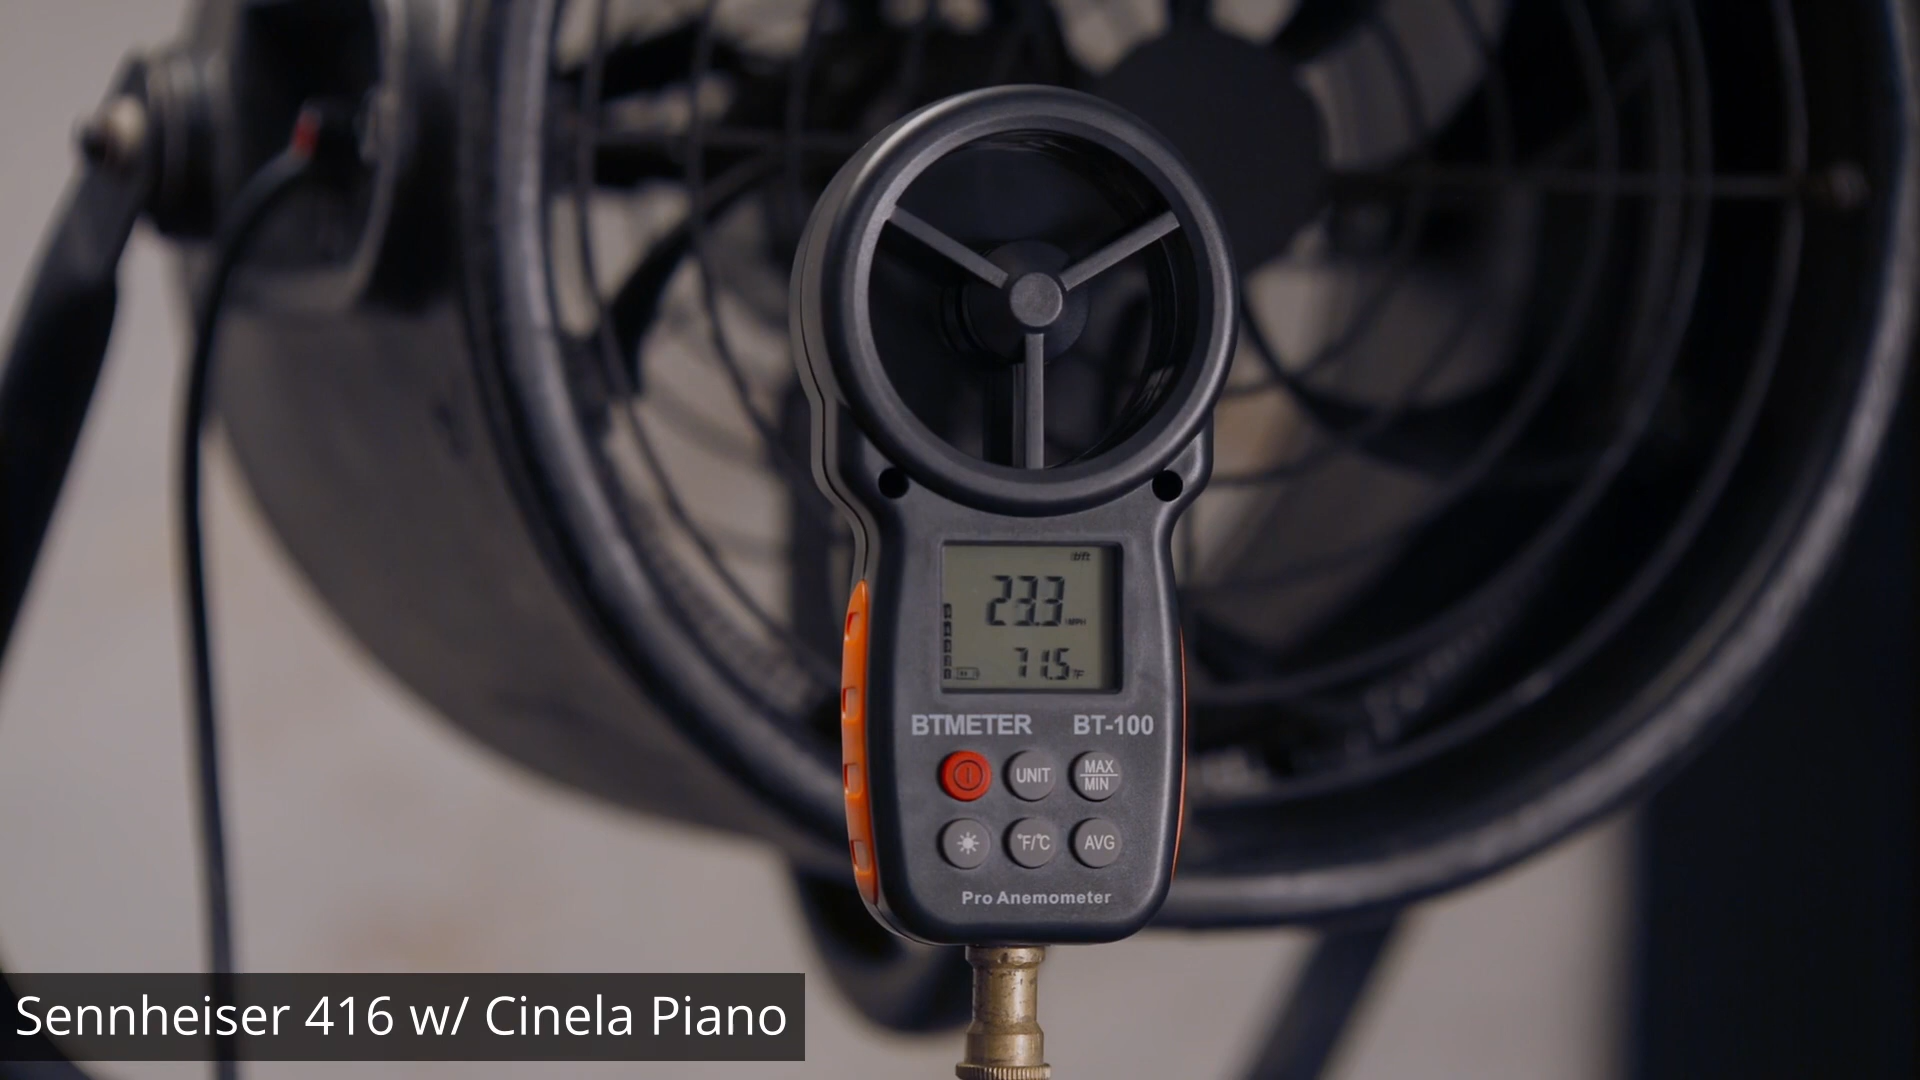 23.3 MPH
71.5 °F
BTMETER BT-100
UNIT MAX
MIN
°F/°C AVG
Pro Anemometer
Sennheiser 416 w/ Cinela Piano